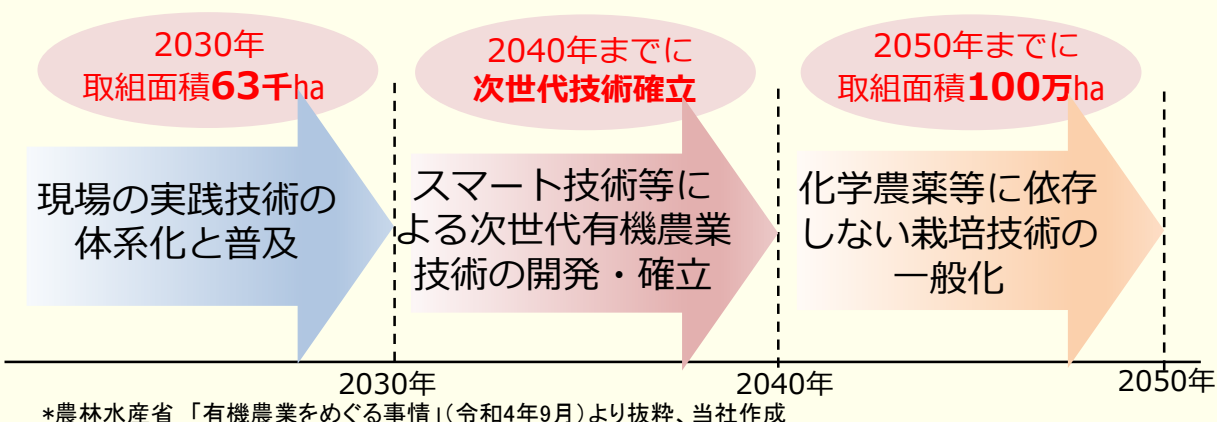 2030年
取組面積63千ha
2040年までに
次世代技術確立
2050年までに
取組面積100万ha
現場の実践技術の
体系化と普及
スマート技術等に
よる次世代有機農業
技術の開発・確立
化学農薬等に依存
しない栽培技術の
一般化
2030年
2040年
2050年
*農林水産省 「有機農業をめぐる事情」(令和4年9月)より抜粋、当社作成